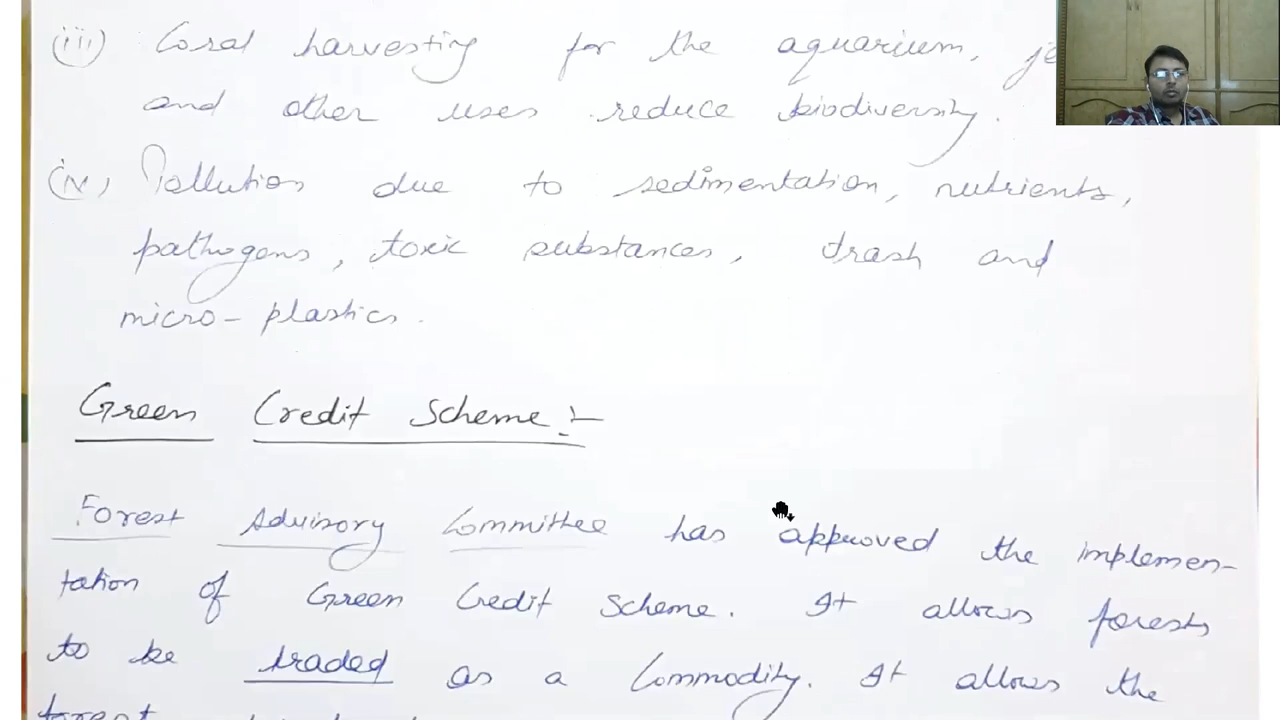 (iii) Coral harvesting for the aquarium,
and other uses reduce biodiversity.
(iv) Pollution due to sedimentation, nutrients,
pathogens, toxic substances, trash and
micro-plastics.
Green Credit Scheme :-
Forest Advisory Committee has approved the implemen-
tation of Green Credit Scheme. It allows forests
to be traded as a commodity. It allows the
forest